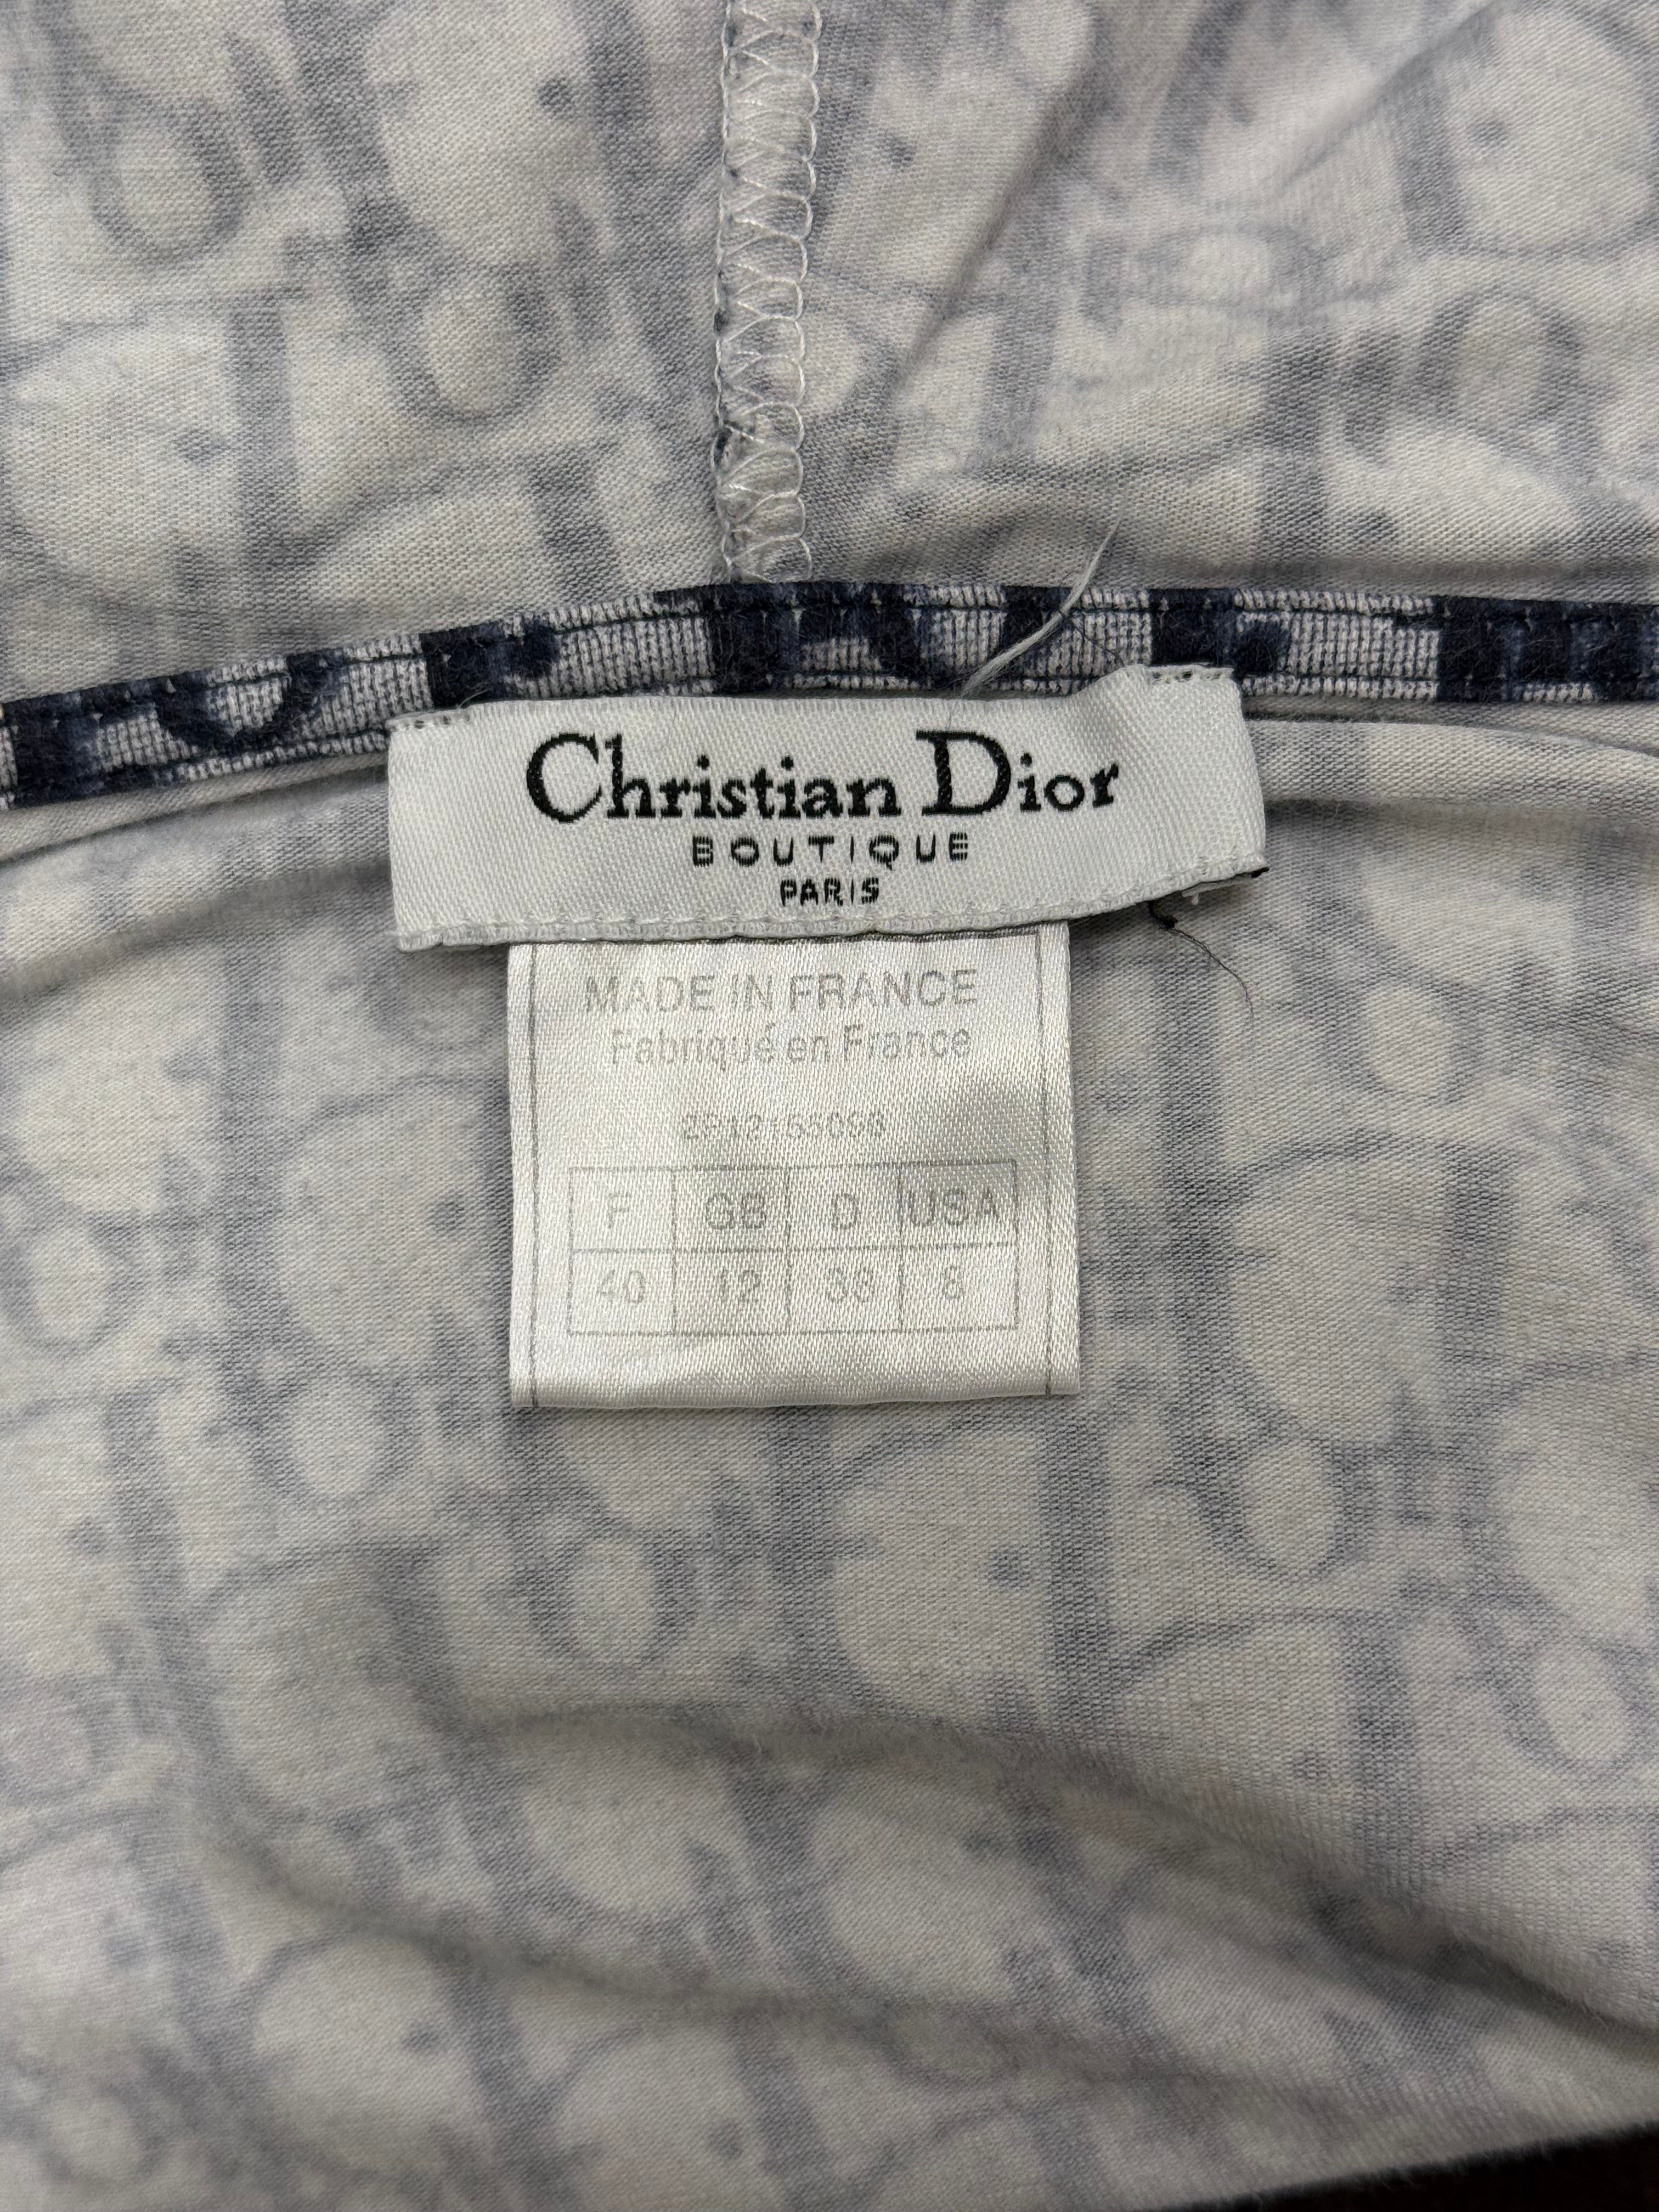 Christian Dior
BOUTIQUE
PARIS
MADE IN FRANCE
Fabriqué en France
F GB D USA
40 12 38 8